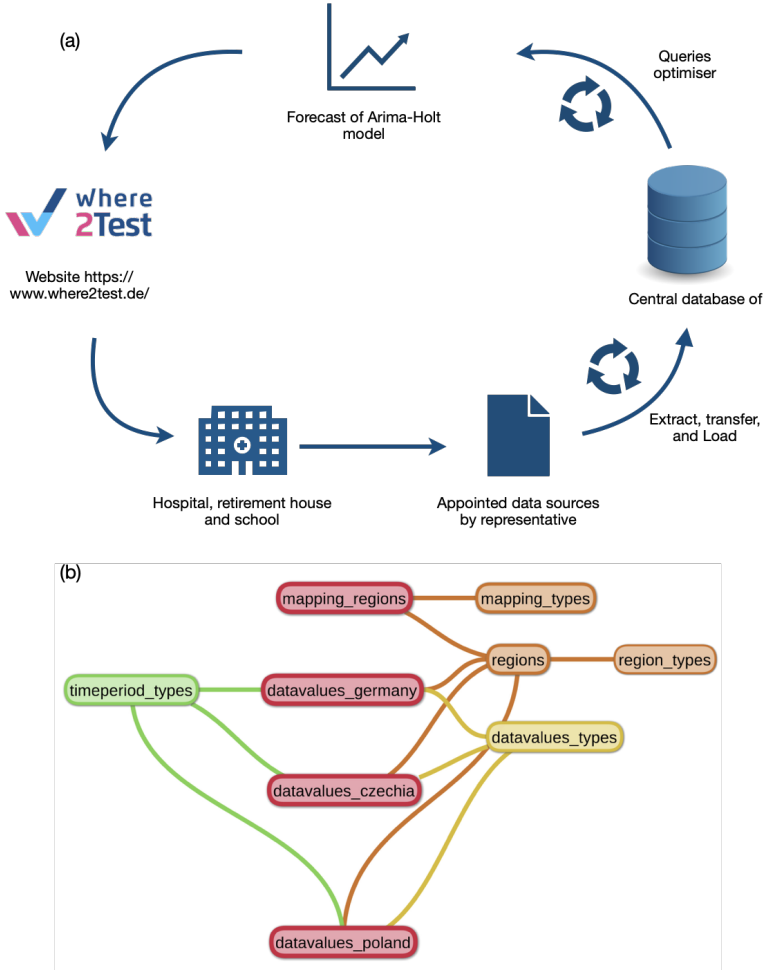 (a)
Queries
optimiser
Forecast of Arima-Holt
model
where
2Test
Website https://
www.where2test.de/
Central database of
Extract, transfer,
and Load
Hospital, retirement house
and school
Appointed data sources
by representative
(b)
mapping_regions
mapping_types
regions
region_types
timeperiod_types
datavalues_germany
datavalues_types
datavalues_czechia
datavalues_poland